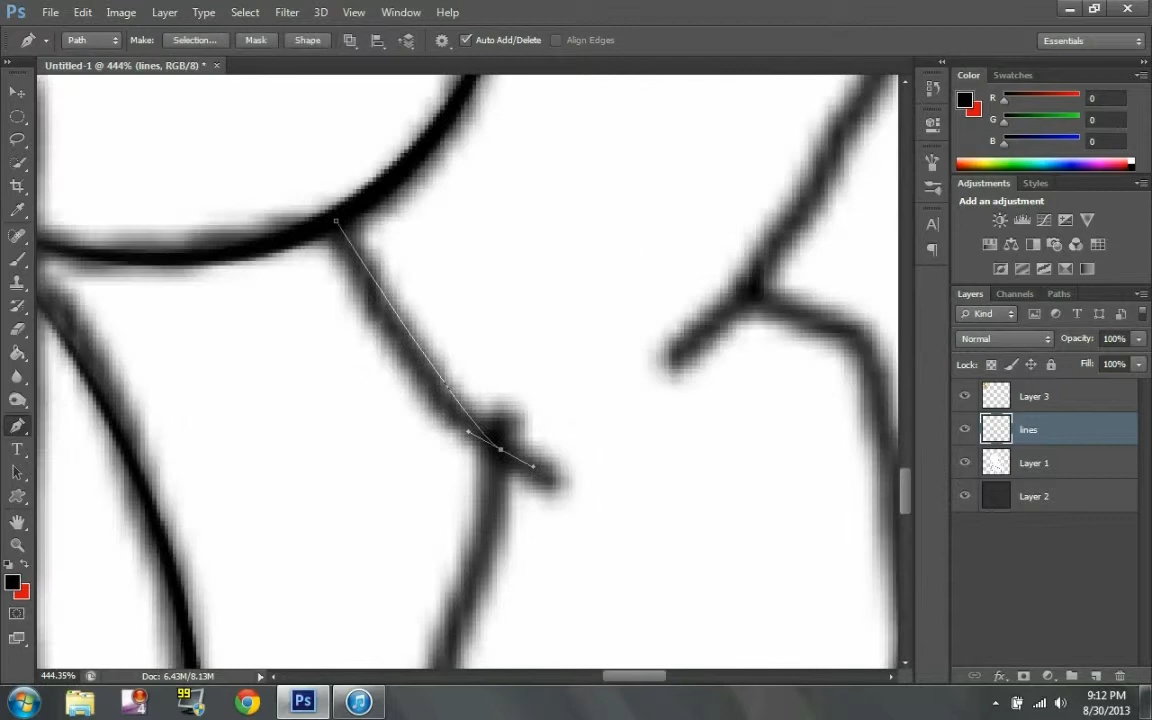 Ps File Edit Image Layer Type Select Filter 3D View Window Help
Path Make: Selection... Mask Shape Auto Add/Delete Align Edges Essentials
Untitled-1 @ 444% (lines, RGB/8) * ×
Color Swatches
R 0
G 0
B 0
Adjustments Styles
Add an adjustment
Layers Channels Paths
Kind
Normal Opacity: 100%
Lock: Fill: 100%
Layer 3
lines
Layer 1
Layer 2
444.35% Doc: 6.43M/8.13M
99 4 Ps
9:12 PM
8/30/2013